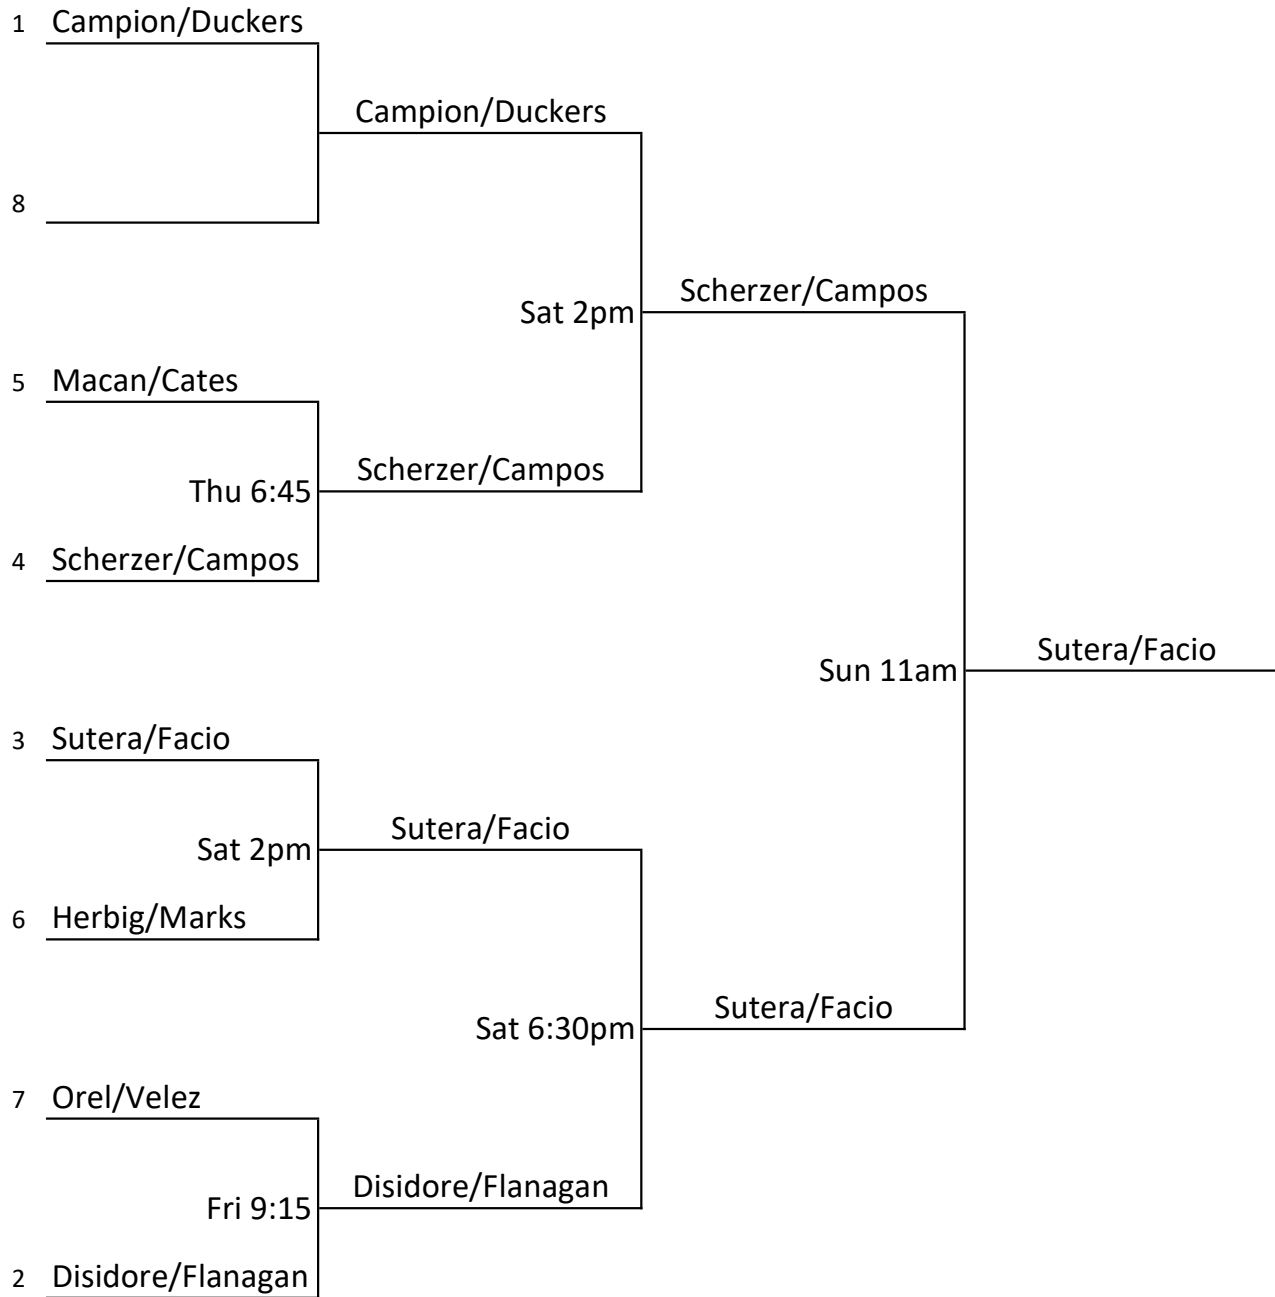 1 Campion/Duckers
Campion/Duckers
8
Scherzer/Campos
Sat 2pm
5 Macan/Cates
Scherzer/Campos
Thu 6:45
4 Scherzer/Campos
Sutera/Facio
Sun 11am
3 Sutera/Facio
Sutera/Facio
Sat 2pm
6 Herbig/Marks
Sutera/Facio
Sat 6:30pm
7 Orel/Velez
Disidore/Flanagan
Fri 9:15
2 Disidore/Flanagan